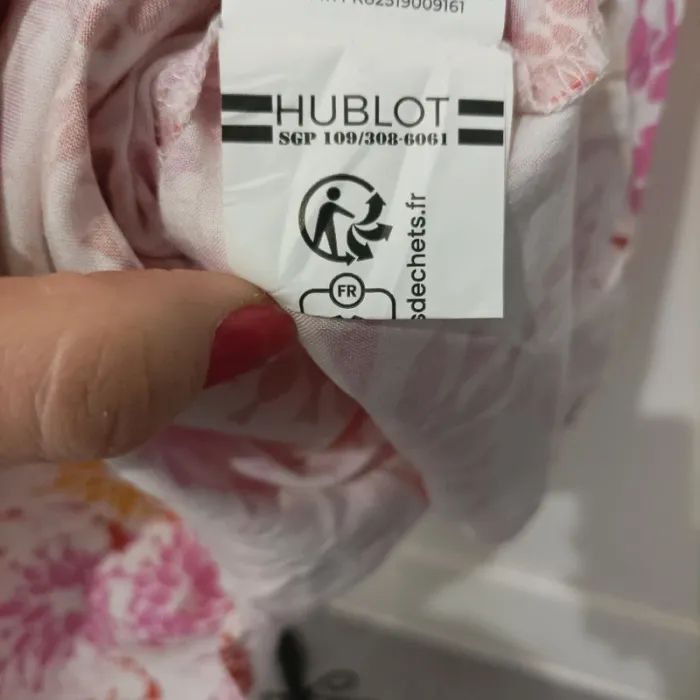 HUBLOT
SGP 109/308-6061
sdechets.fr
FR